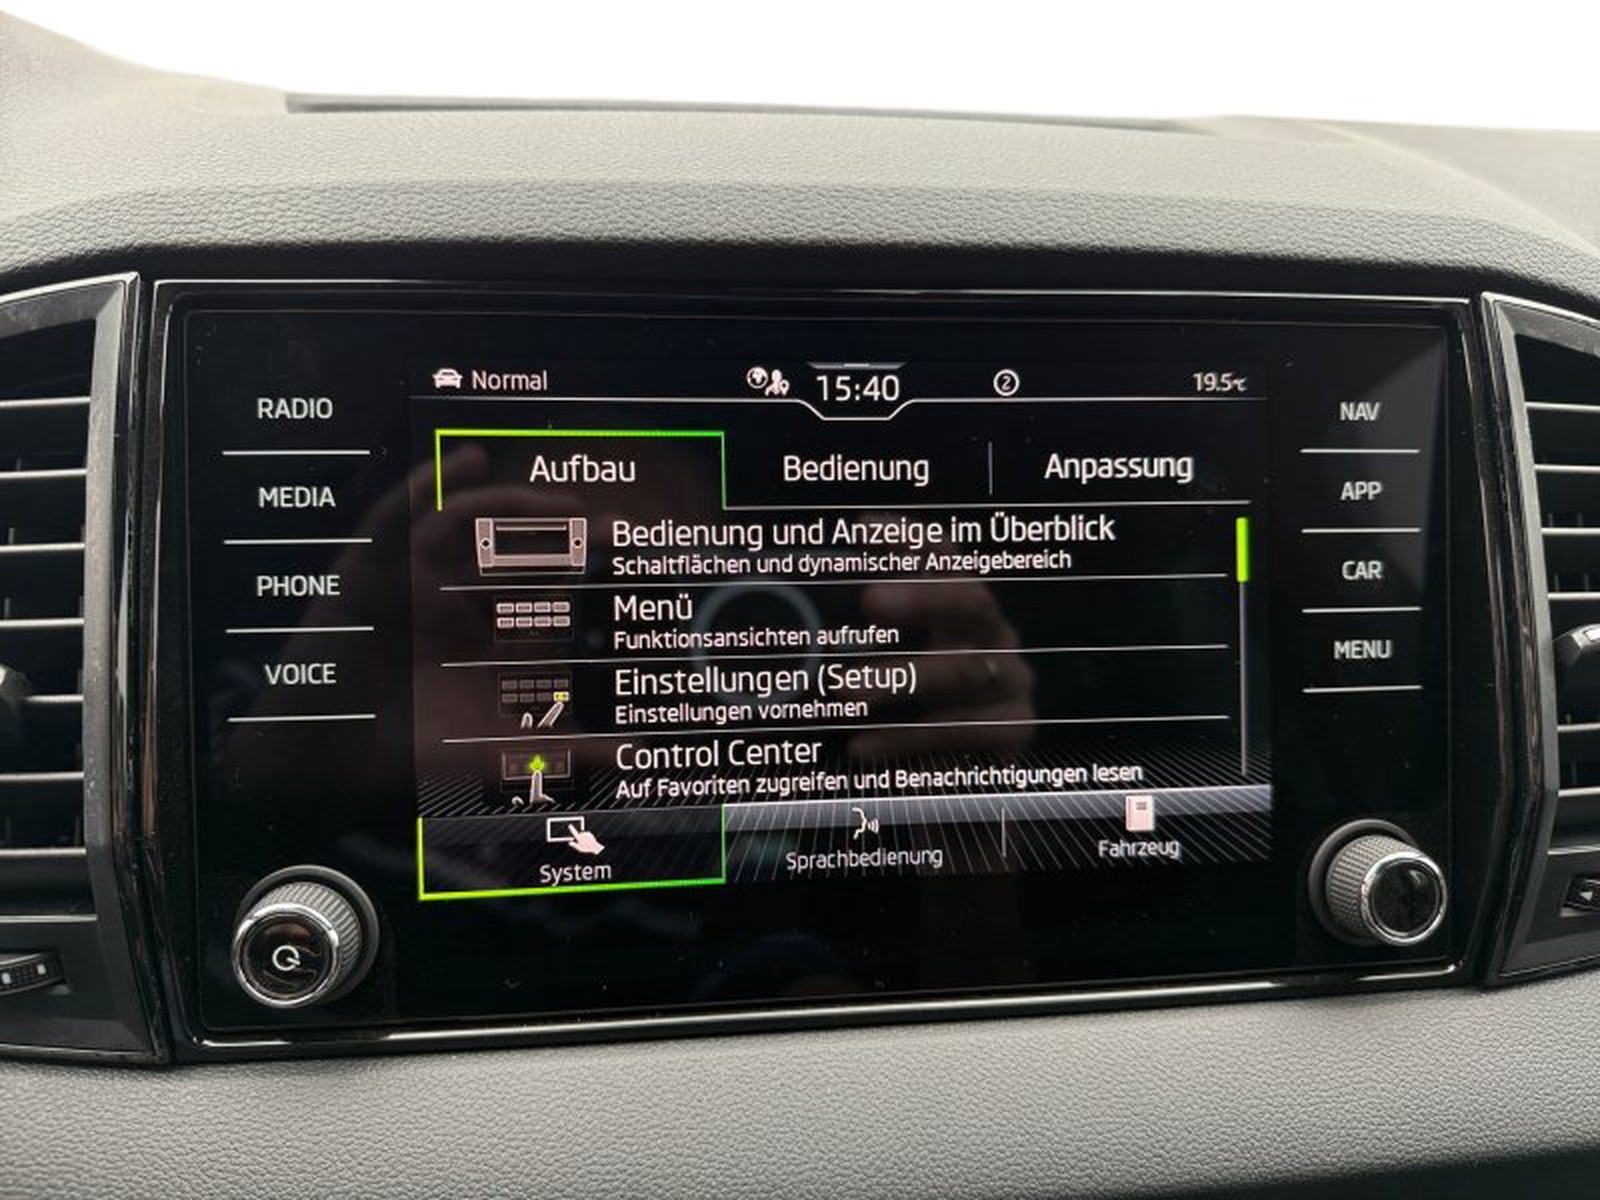 Normal
15:40
2
19.5°C
RADIO
MEDIA
PHONE
VOICE
NAV
APP
CAR
MENU
Aufbau
Bedienung
Anpassung
Bedienung und Anzeige im Überblick
Schaltflächen und dynamischer Anzeigebereich
Menü
Funktionsansichten aufrufen
Einstellungen (Setup)
Einstellungen vornehmen
Control Center
Auf Favoriten zugreifen und Benachrichtigungen lesen
System
Sprachbedienung
Fahrzeug